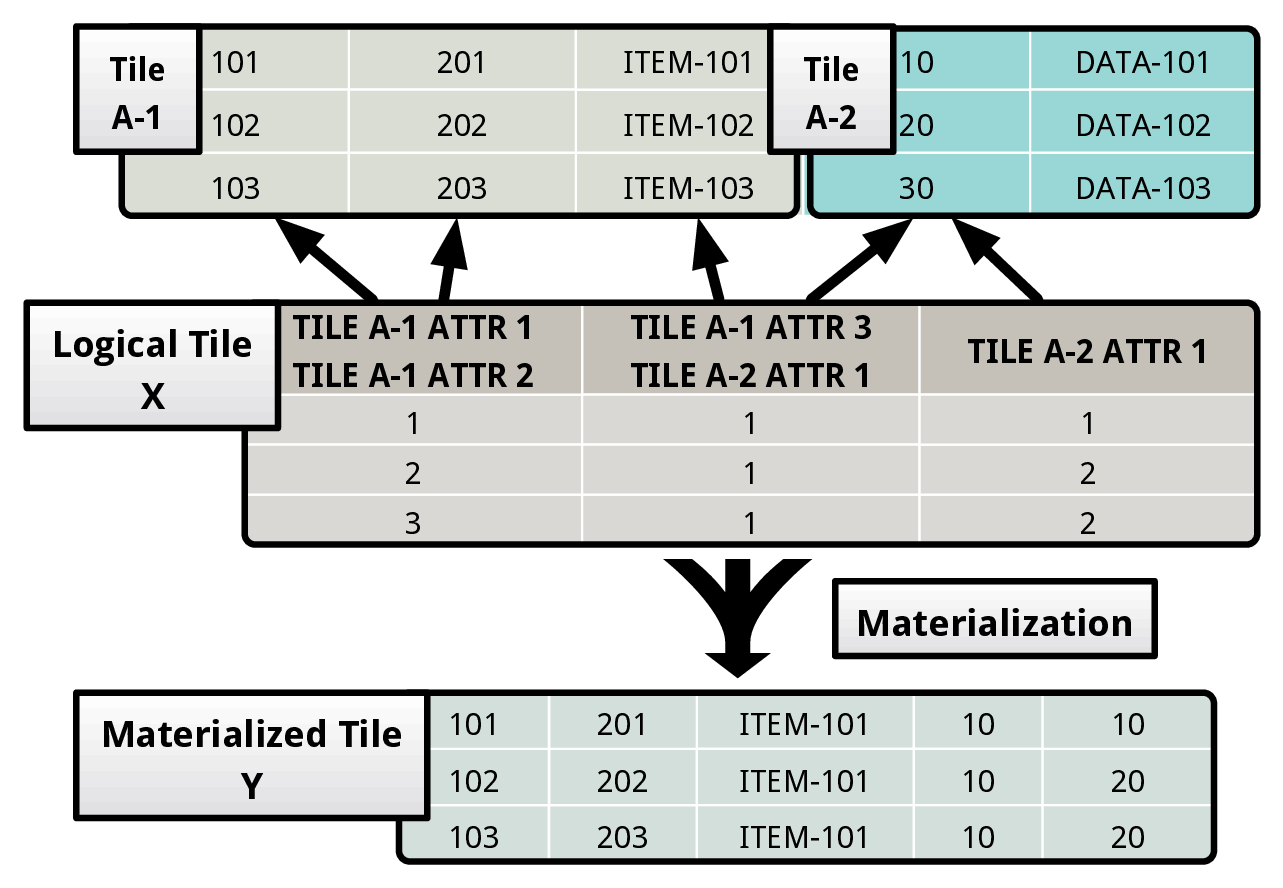 Tile
A-1
101 201 ITEM-101
102 202 ITEM-102
103 203 ITEM-103
Tile
A-2
10 DATA-101
20 DATA-102
30 DATA-103
Logical Tile
X
TILE A-1 ATTR 1
TILE A-1 ATTR 2
TILE A-1 ATTR 3
TILE A-2 ATTR 1
TILE A-2 ATTR 1
1 1 1
2 1 2
3 1 2
Materialization
Materialized Tile
Y
101 201 ITEM-101 10 10
102 202 ITEM-101 10 20
103 203 ITEM-101 10 20